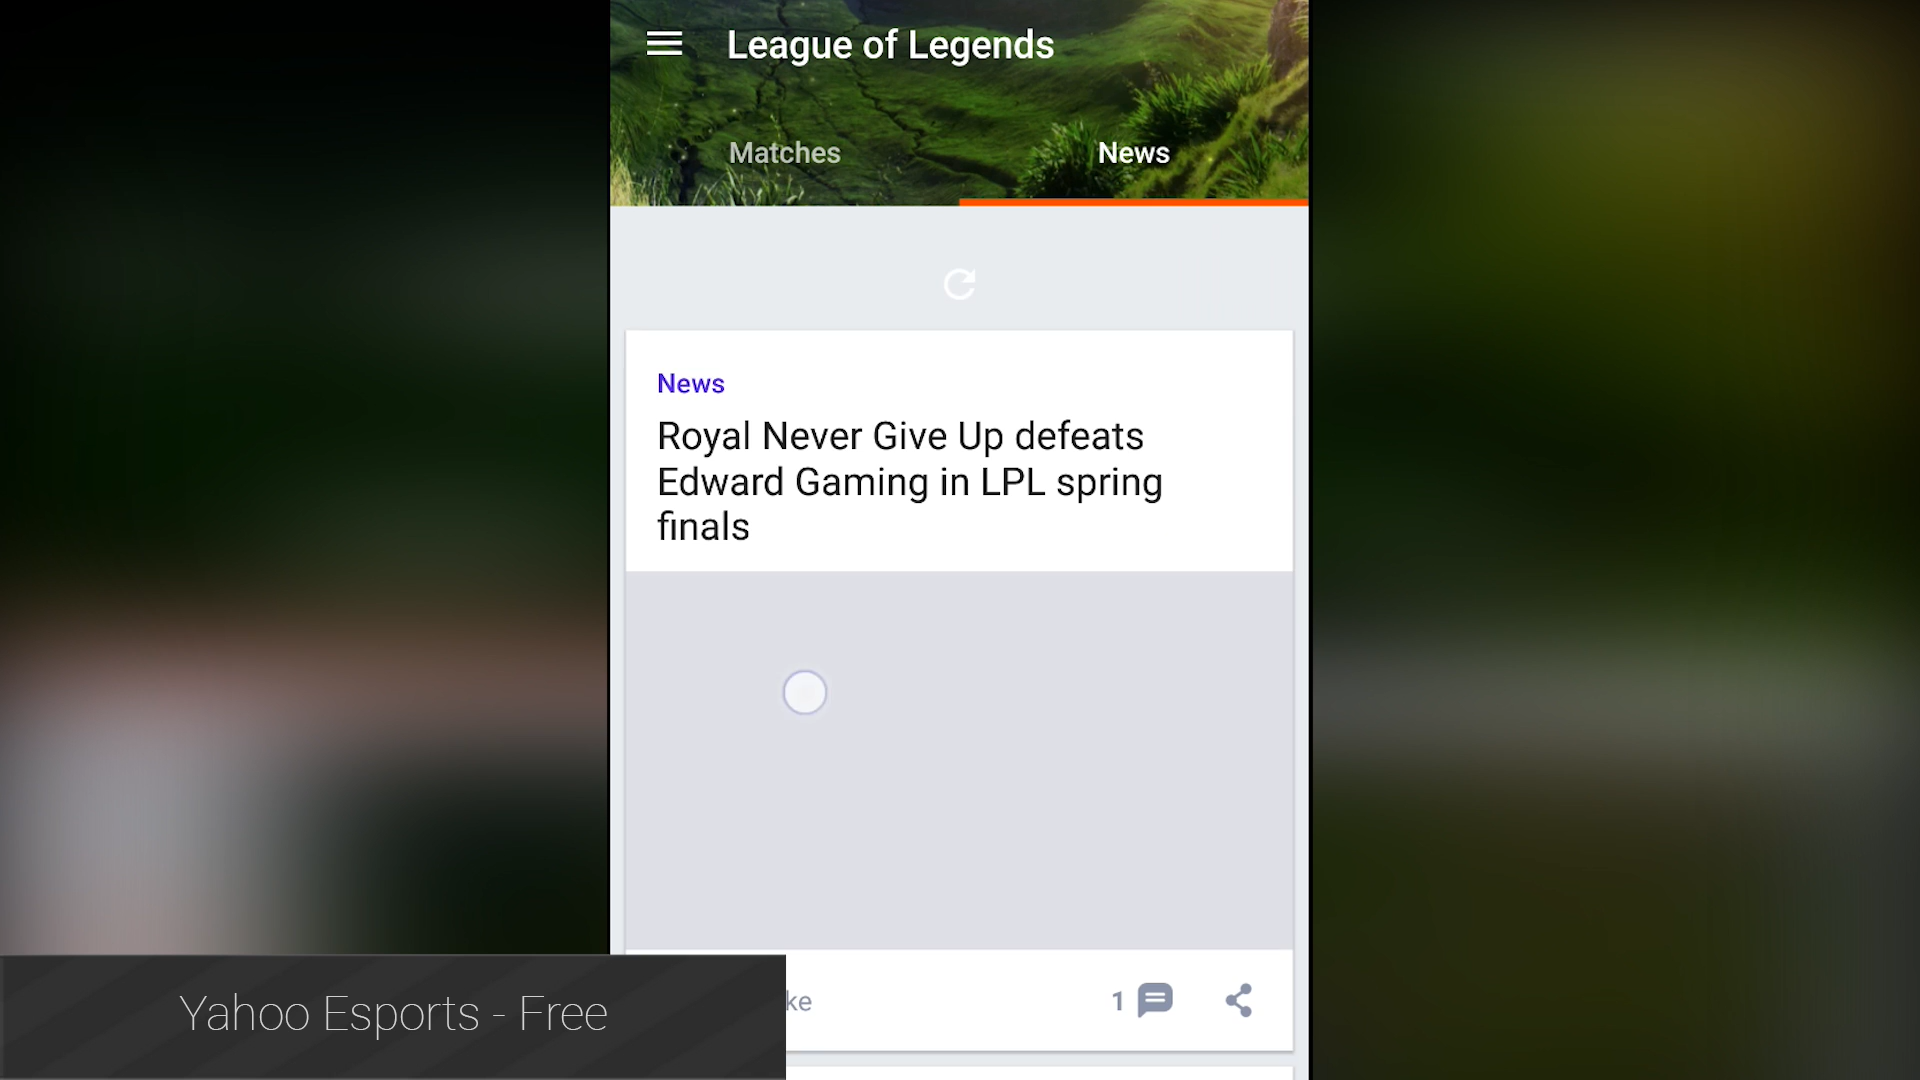 League of Legends
Matches
News
News
Royal Never Give Up defeats
Edward Gaming in LPL spring
finals
ke
1
Yahoo Esports - Free